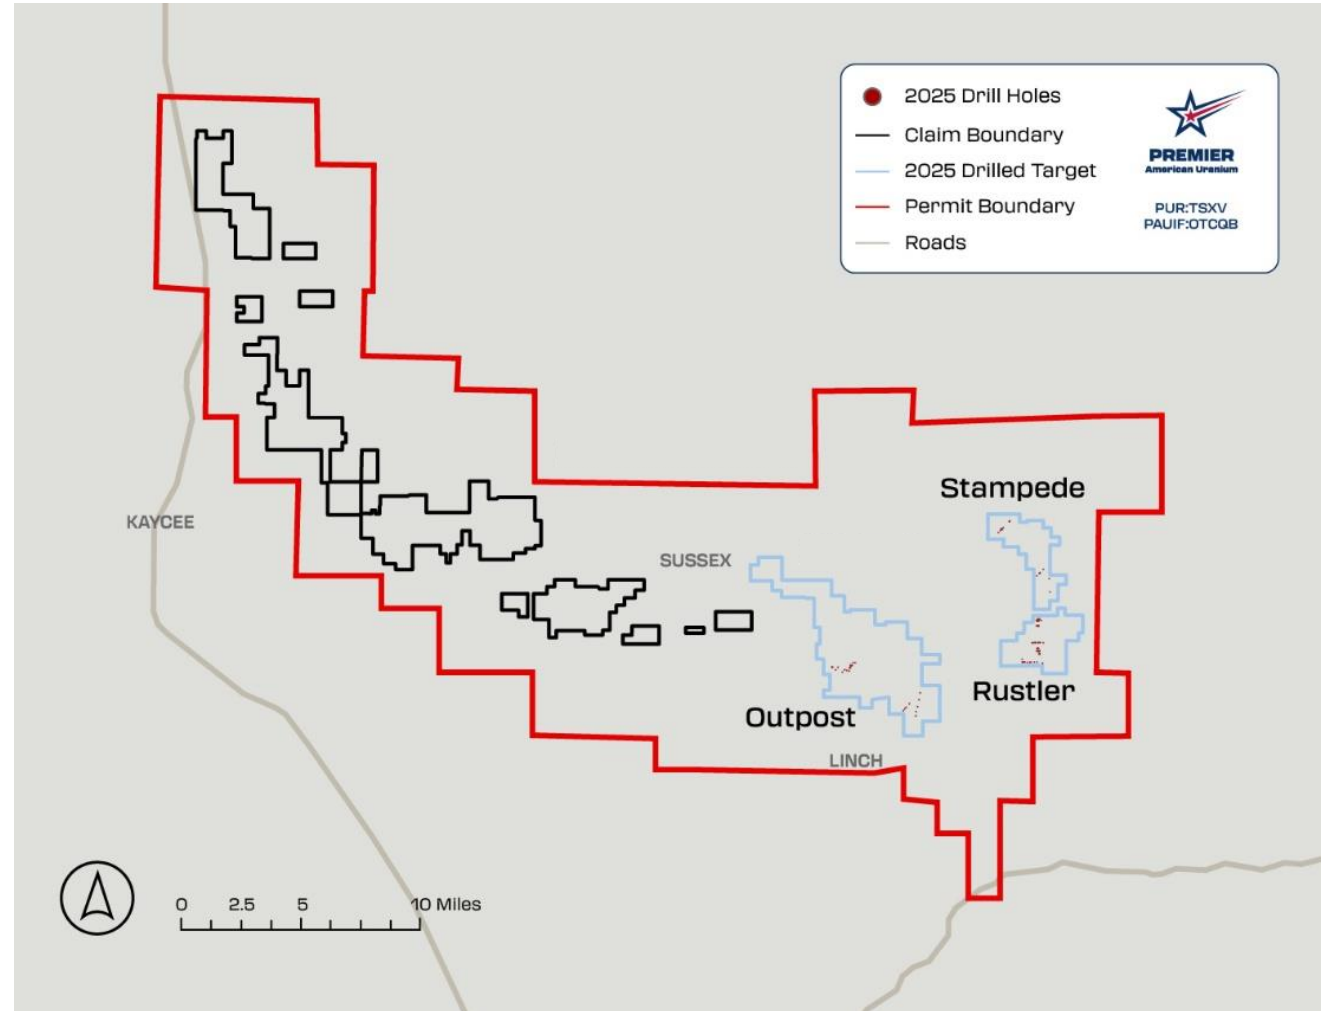 2025 Drill Holes
Claim Boundary
2025 Drilled Target
Permit Boundary
Roads
PREMIER
American Uranium
PUR:TSXV
PAUIF:OTCQB
Stampede
KAYCEE
SUSSEX
Rustler
Outpost
LINCH
0 2.5 5 10 Miles